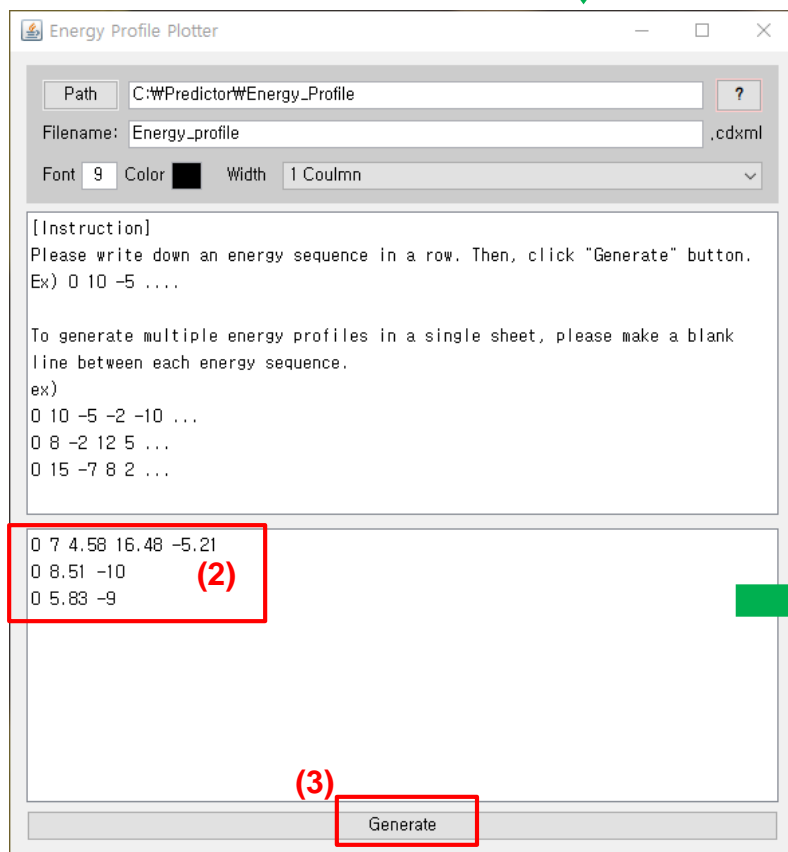 Energy Profile Plotter
Path C:₩Predictor₩Energy_Profile ?
Filename: Energy_profile .cdxml
Font 9 Color Width 1 Coulmn
[Instruction]
Please write down an energy sequence in a row. Then, click "Generate" button.
Ex) 0 10 -5 ....
To generate multiple energy profiles in a single sheet, please make a blank
line between each energy sequence.
ex)
0 10 -5 -2 -10 ...
0 8 -2 12 5 ...
0 15 -7 8 2 ...
0 7 4.58 16.48 -5.21
0 8.51 -10
(2)
0 5.83 -9
(3)
Generate